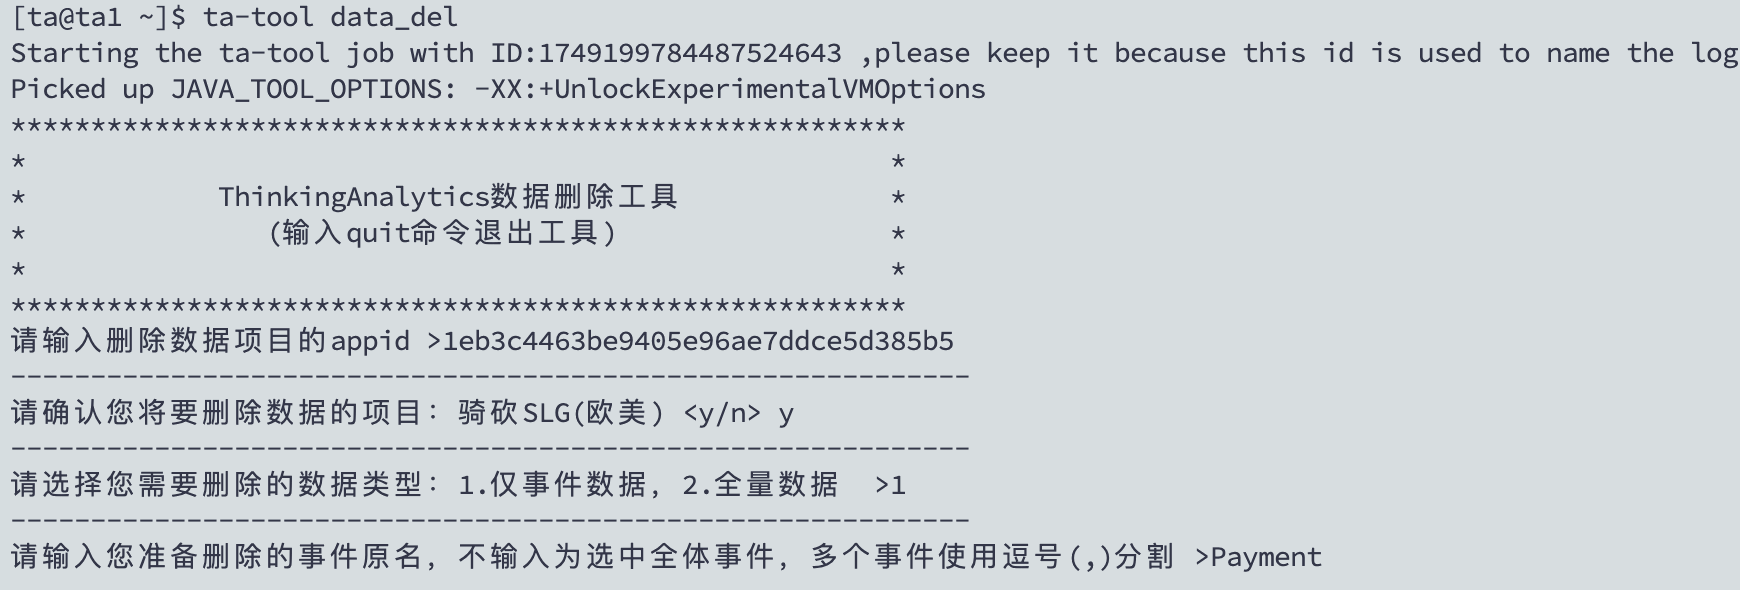 [ta@ta1 ~]$ ta-tool data_del
Starting the ta-tool job with ID:1749199784487524643 ,please keep it because this id is used to name the log
Picked up JAVA_TOOL_OPTIONS: -XX:+UnlockExperimentalVMOptions
********************************************************
*                                                      *
*            ThinkingAnalytics数据删除工具             *
*               (输入quit命令退出工具)                 *
*                                                      *
********************************************************
请输入删除数据项目的appid >1eb3c4463be9405e96ae7ddce5d385b5
------------------------------------------------------------
请确认您将要删除数据的项目: 骑砍SLG(欧美) <y/n> y
------------------------------------------------------------
请选择您需要删除的数据类型: 1.仅事件数据, 2.全量数据  >1
------------------------------------------------------------
请输入您准备删除的事件原名, 不输入为选中全体事件, 多个事件使用逗号(,)分割 >Payment